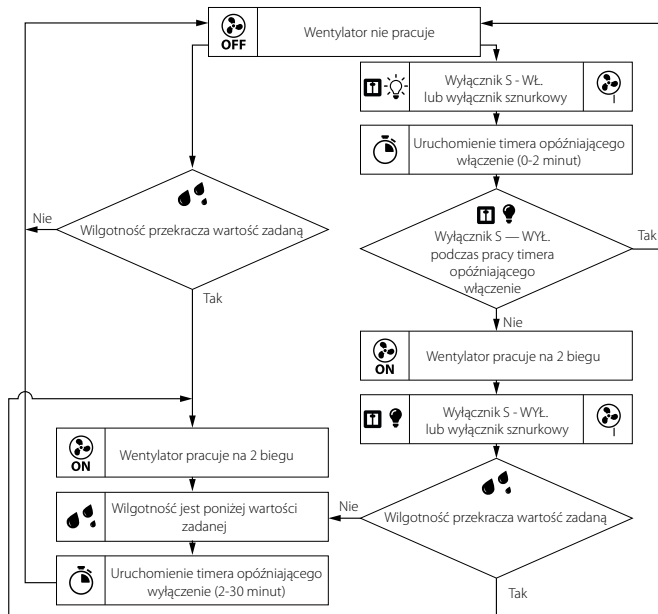 OFF
Wentylator nie pracuje
Wyłącznik S - WŁ.
lub wyłącznik sznurkowy
Uruchomienie timera opóźniającego
włączenie (0-2 minut)
Nie
Wilgotność przekracza wartość zadaną
Tak
Wyłącznik S — WYŁ.
podczas pracy timera
opóźniającego
włączenie
Tak
Nie
ON
Wentylator pracuje na 2 biegu
Wyłącznik S - WYŁ.
lub wyłącznik sznurkowy
ON
Wentylator pracuje na 2 biegu
Wilgotność jest poniżej wartości
zadanej
Nie
Wilgotność przekracza wartość zadaną
Tak
Uruchomienie timera opóźniającego
wyłączenie (2-30 minut)